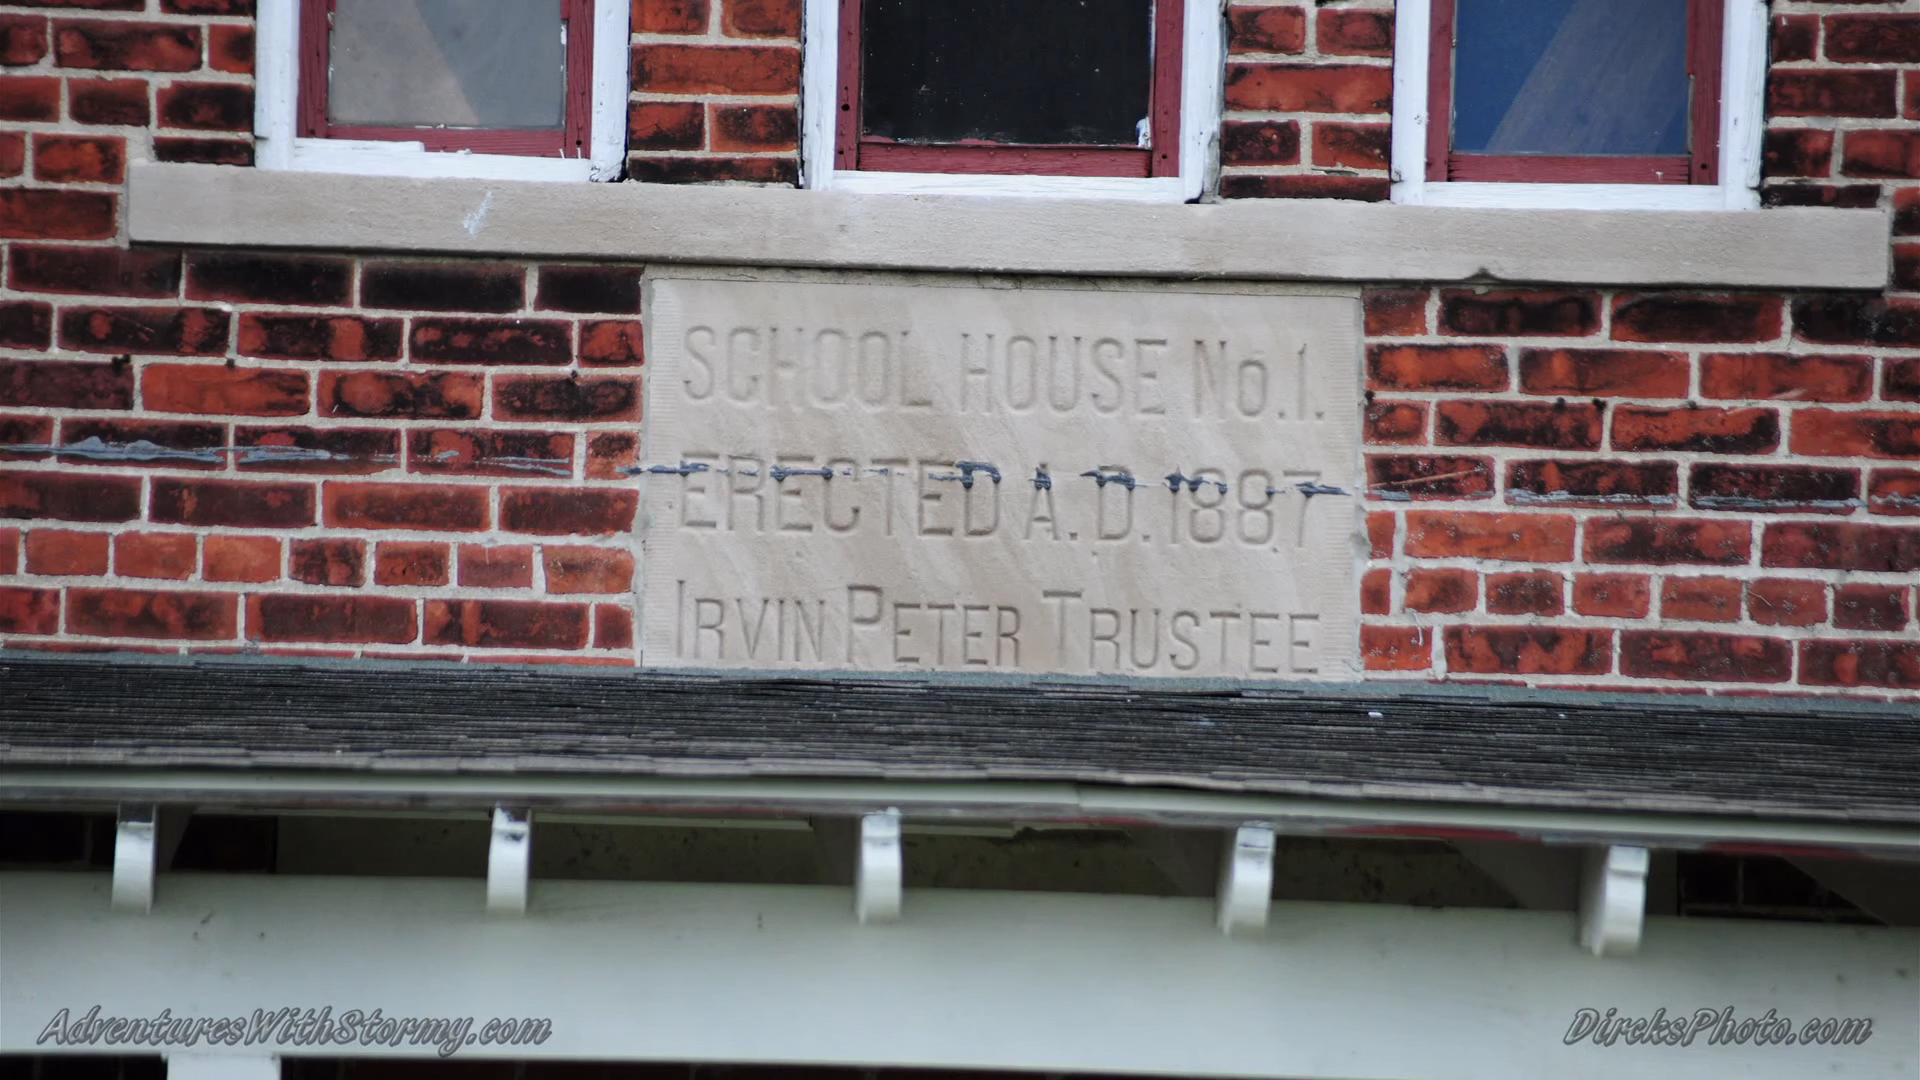 SCHOOL HOUSE No. 1.
ERECTED A.D. 1887
IRVIN PETER TRUSTEE
AdventuresWithStormy.com
DircksPhoto.com